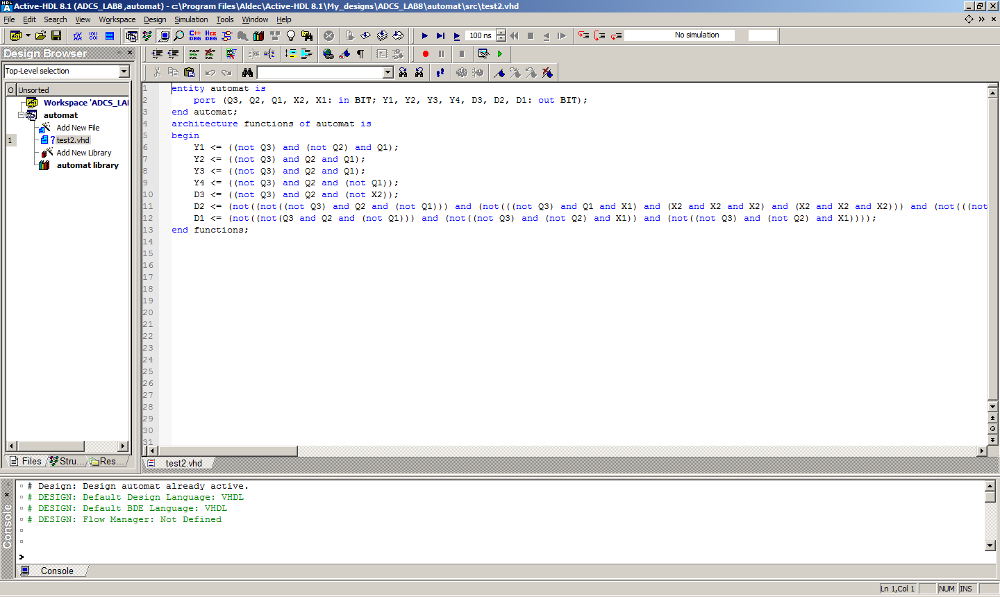 Active-HDL 8.1 (ADCS_LAB8 ,automat) - c:\Program Files\Aldec\Active-HDL 8.1\My_designs\ADCS_LAB8\automat\src\test2.vhd
File Edit Search View Workspace Design Simulation Tools Window Help
100 ns No simulation
Design Browser
Top-Level selection
O Unsorted
Workspace 'ADCS_LAI
automat
Add New File
1 ? test2.vhd
Add New Library
automat library
Files Stru... Res...
1 entity automat is
2 port (Q3, Q2, Q1, X2, X1: in BIT; Y1, Y2, Y3, Y4, D3, D2, D1: out BIT);
3 end automat;
4 architecture functions of automat is
5 begin
6 Y1 <= ((not Q3) and (not Q2) and Q1);
7 Y2 <= ((not Q3) and Q2 and Q1);
8 Y3 <= ((not Q3) and Q2 and Q1);
9 Y4 <= ((not Q3) and Q2 and (not Q1));
10 D3 <= ((not Q3) and Q2 and (not X2));
11 D2 <= (not((not((not Q3) and Q2 and (not Q1))) and (not(((not Q3) and Q1 and X1) and (X2 and X2 and X2) and (X2 and X2 and X2))) and (not(((not
12 D1 <= (not((not(Q3 and Q2 and (not Q1))) and (not((not Q3) and (not Q2) and X1)) and (not((not Q3) and (not Q2) and X1))));
13 end functions;
14
15
16
17
18
19
20
21
22
23
24
25
26
27
28
29
30
31
test2.vhd
Console
# Design: Design automat already active.
# DESIGN: Default Design Language: VHDL
# DESIGN: Default BDE Language: VHDL
# DESIGN: Flow Manager: Not Defined
>
Console
Ln 1,Col 1 NUM INS